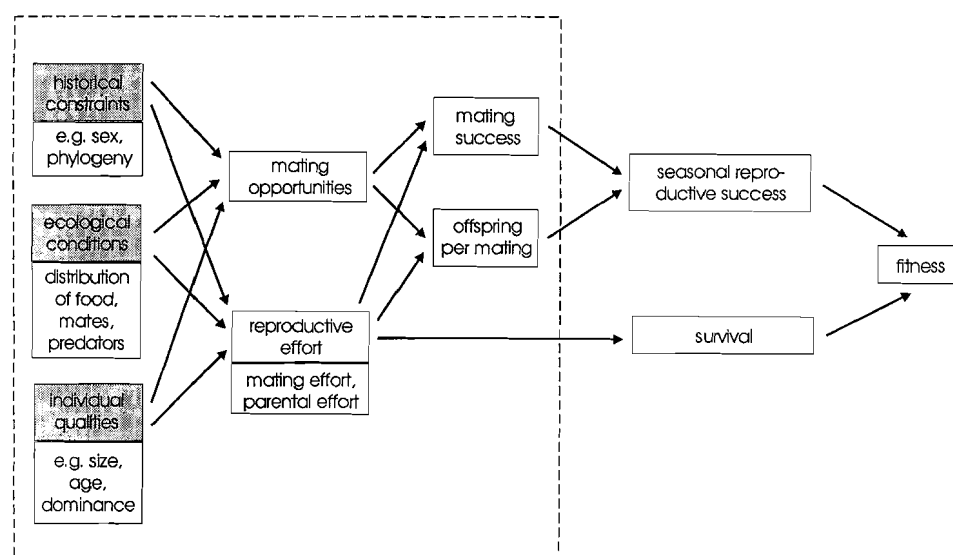 historical
constraints
e.g. sex,
phylogeny
ecological
conditions
distribution
of food,
mates,
predators
individual
qualities
e.g. size,
age,
dominance
mating
opportunities
reproductive
effort
mating effort,
parental effort
mating
success
offspring
per mating
seasonal repro-
ductive success
survival
fitness